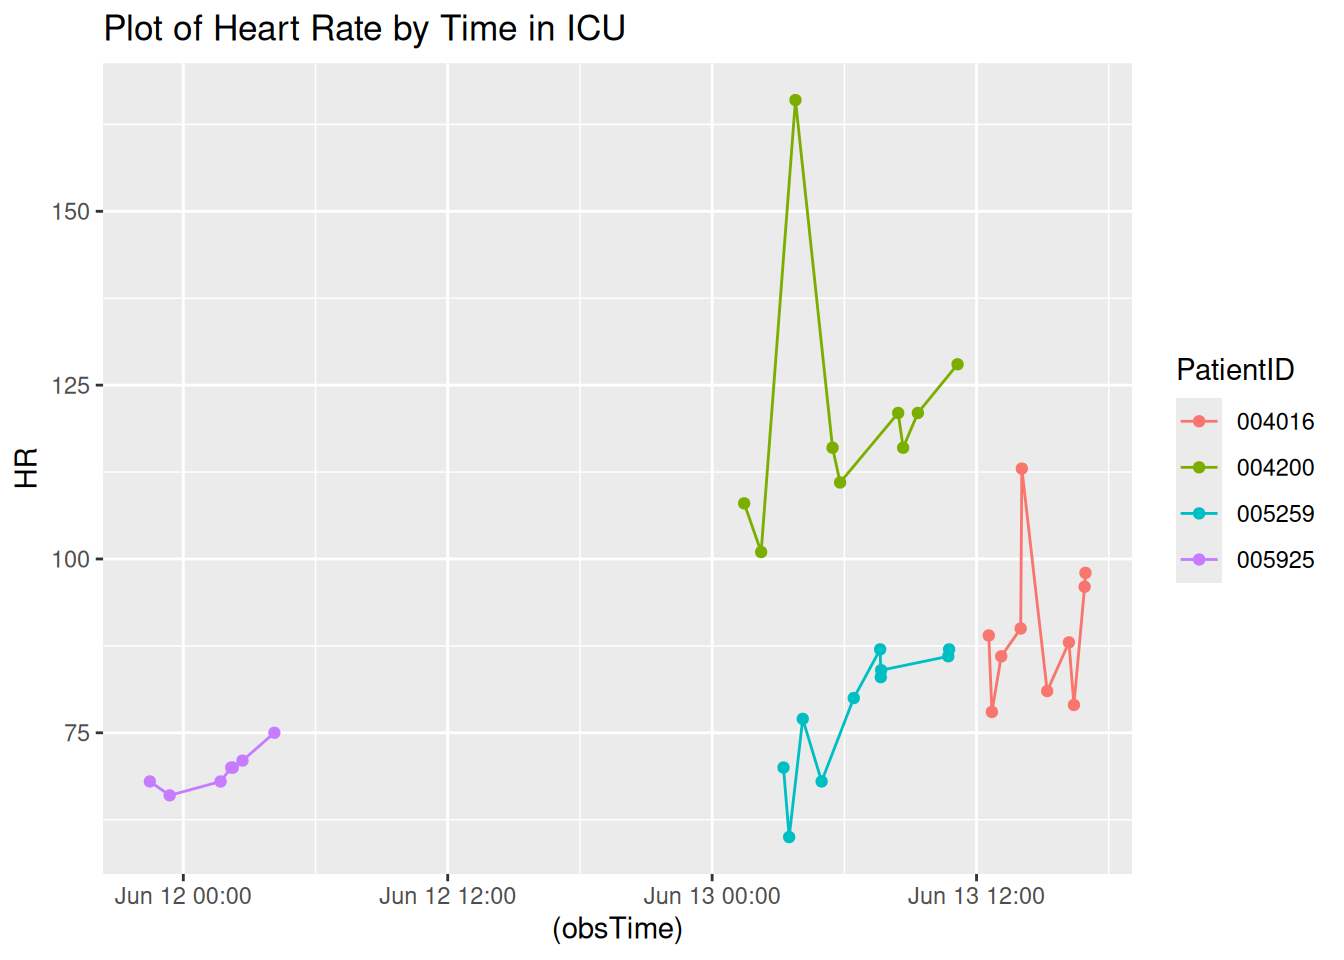 Plot of Heart Rate by Time in ICU
150
125
100
75
HR
Jun 12 00:00
Jun 12 12:00
Jun 13 00:00
Jun 13 12:00
(obsTime)
PatientID
004016
004200
005259
005925